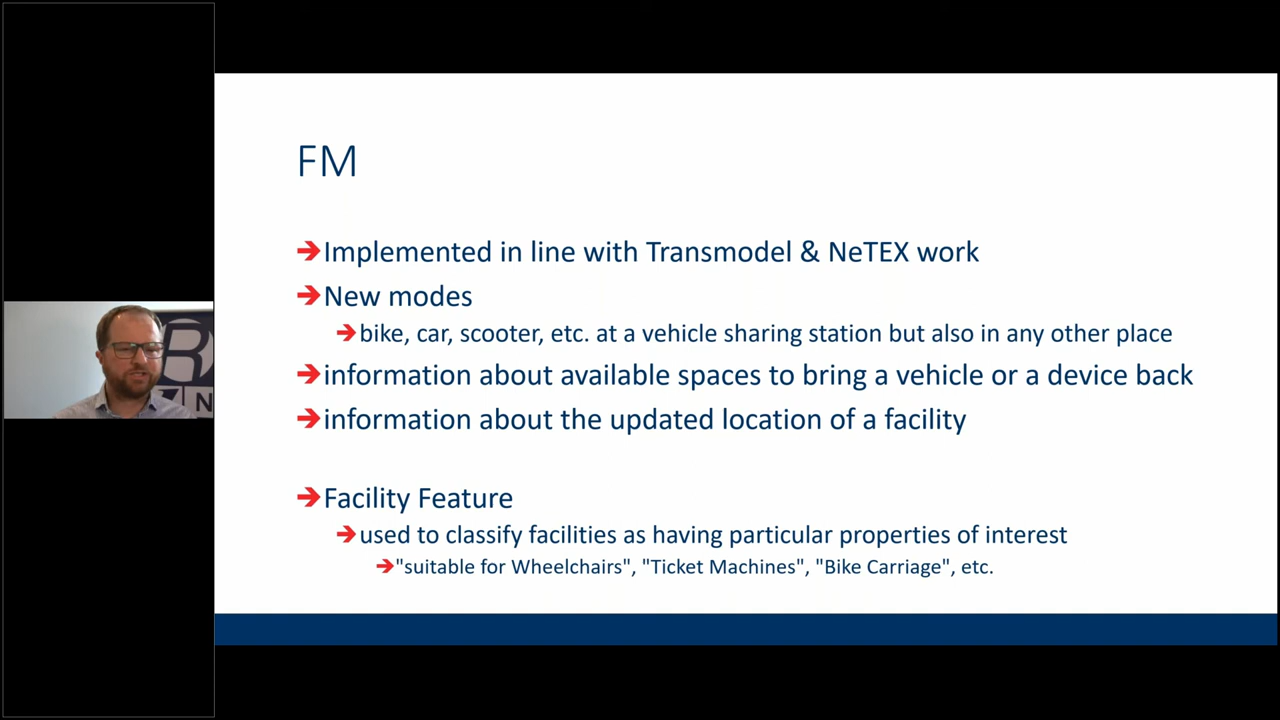 FM
Implemented in line with Transmodel & NeTEX work
New modes
bike, car, scooter, etc. at a vehicle sharing station but also in any other place
information about available spaces to bring a vehicle or a device back
information about the updated location of a facility
Facility Feature
used to classify facilities as having particular properties of interest
"suitable for Wheelchairs", "Ticket Machines", "Bike Carriage", etc.
R
N